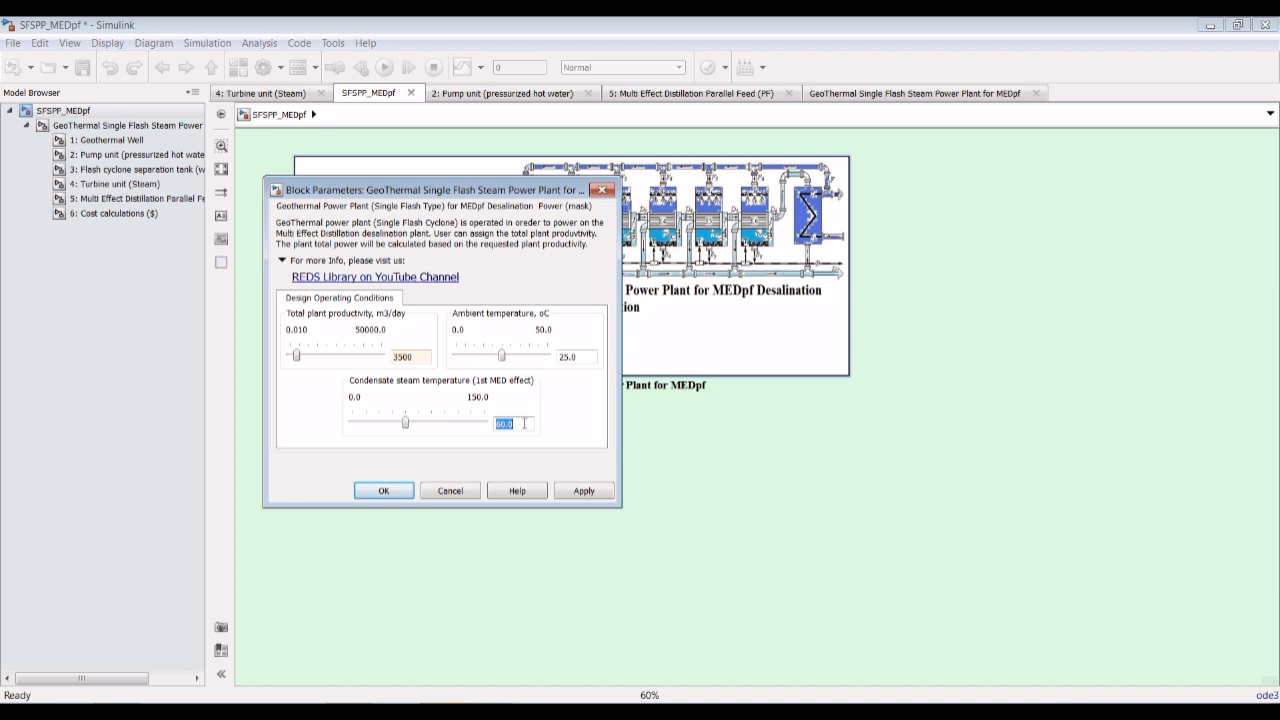 SFSPP_MEDpf * - Simulink
File Edit View Display Diagram Simulation Analysis Code Tools Help
0 Normal
Model Browser
4: Turbine unit (Steam) SFSPP_MEDpf 2: Pump unit (pressurized hot water) 5: Multi Effect Distillation Parallel Feed (PF) GeoThermal Single Flash Steam Power Plant for MEDpf
SFSPP_MEDpf
SFSPP_MEDpf
GeoThermal Single Flash Steam Power
1: Geothermal Well
2: Pump unit (pressurized hot wate
3: Flash cyclone separation tank (w
4: Turbine unit (Steam)
5: Multi Effect Distillation Parallel Fe
6: Cost calculations ($)
Block Parameters: GeoThermal Single Flash Steam Power Plant for ...
Geothermal Power Plant (Single Flash Type) for MEDpf Desalination Power (mask)
GeoThermal power plant (Single Flash Cyclone) is operated in oreder to power on the
Multi Effect Distillation desalination plant. User can assign the total plant produtivity.
The plant total power will be calculated based on the requested plant productivity.
For more Info, please visit us:
REDS Library on YouTube Channel
Design Operating Conditions
Total plant productivity, m3/day
0.010 50000.0
3500
Ambient temperature, oC
0.0 50.0
25.0
Condensate steam temperature (1st MED effect)
0.0 150.0
60.0
OK Cancel Help Apply
Power Plant for MEDpf Desalination
ion
Plant for MEDpf
Ready 60% ode3